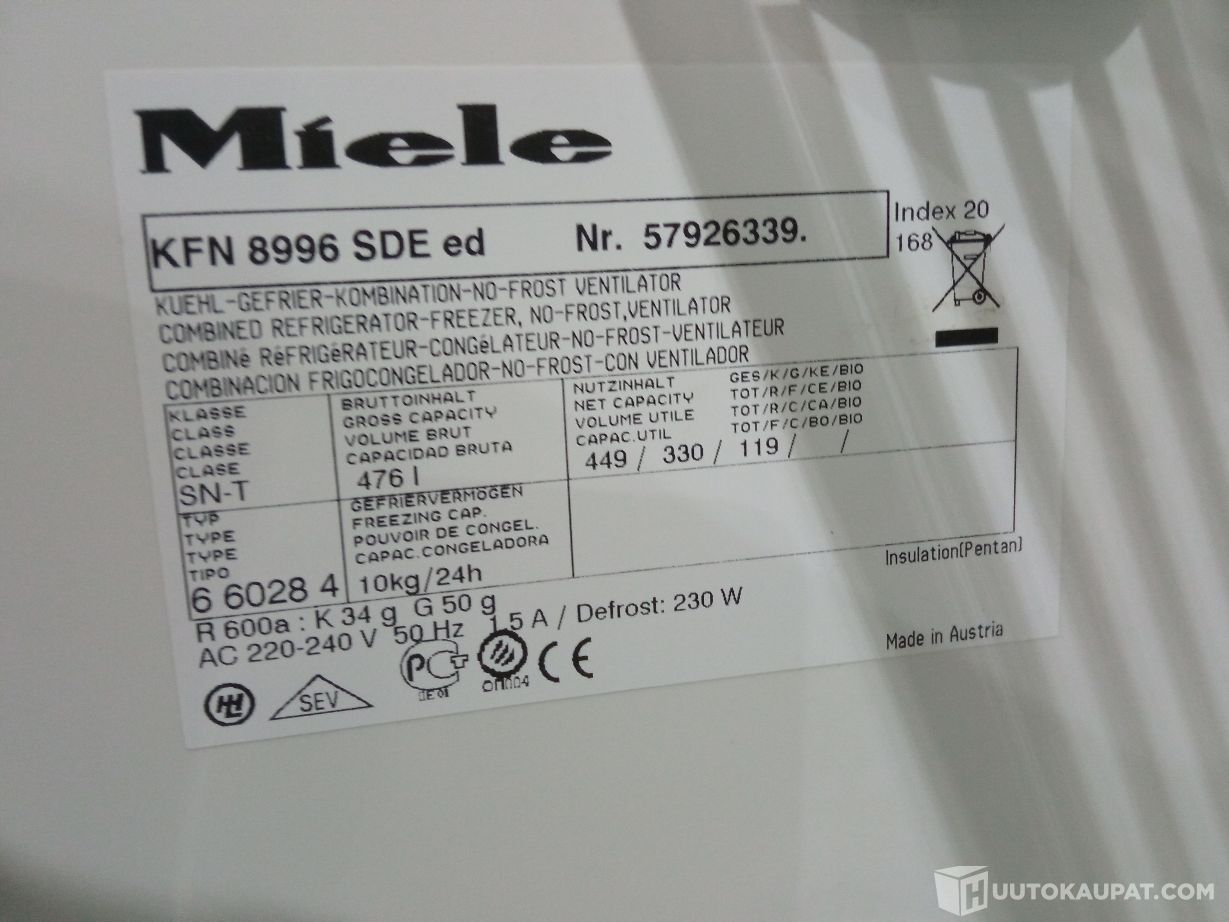 Miele
KFN 8996 SDE ed Nr. 57926339.
Index 20
168
KUEHL-GEFRIER-KOMBINATION-NO-FROST VENTILATOR
COMBINED REFRIGERATOR-FREEZER, NO-FROST,VENTILATOR
COMBINé RéFRIGéRATEUR-CONGéLATEUR-NO-FROST-VENTILATEUR
COMBINACION FRIGOCONGELADOR-NO-FROST-CON VENTILADOR
KLASSE
CLASS
CLASSE
CLASE
SN-T
BRUTTOINHALT
GROSS CAPACITY
VOLUME BRUT
CAPACIDAD BRUTA
476 l
NUTZINHALT GES/K/G/KE/BIO
NET CAPACITY TOT/R/F/CE/BIO
VOLUME UTILE TOT/R/C/CA/BIO
CAPAC.UTIL TOT/F/C/BO/BIO
449 / 330 / 119 / /
TYP
TYPE
TYPE
TIPO
6 6028 4
GEFRIERVERMöGEN
FREEZING CAP.
POUVOIR DE CONGEL.
CAPAC.CONGELADORA
10kg/24h
Insulation(Pentan)
R 600a : K 34 g G 50 g
AC 220-240 V 50 Hz 1,5 A / Defrost: 230 W
Made in Austria
SEV
CE
HUUTOKAUPAT.COM